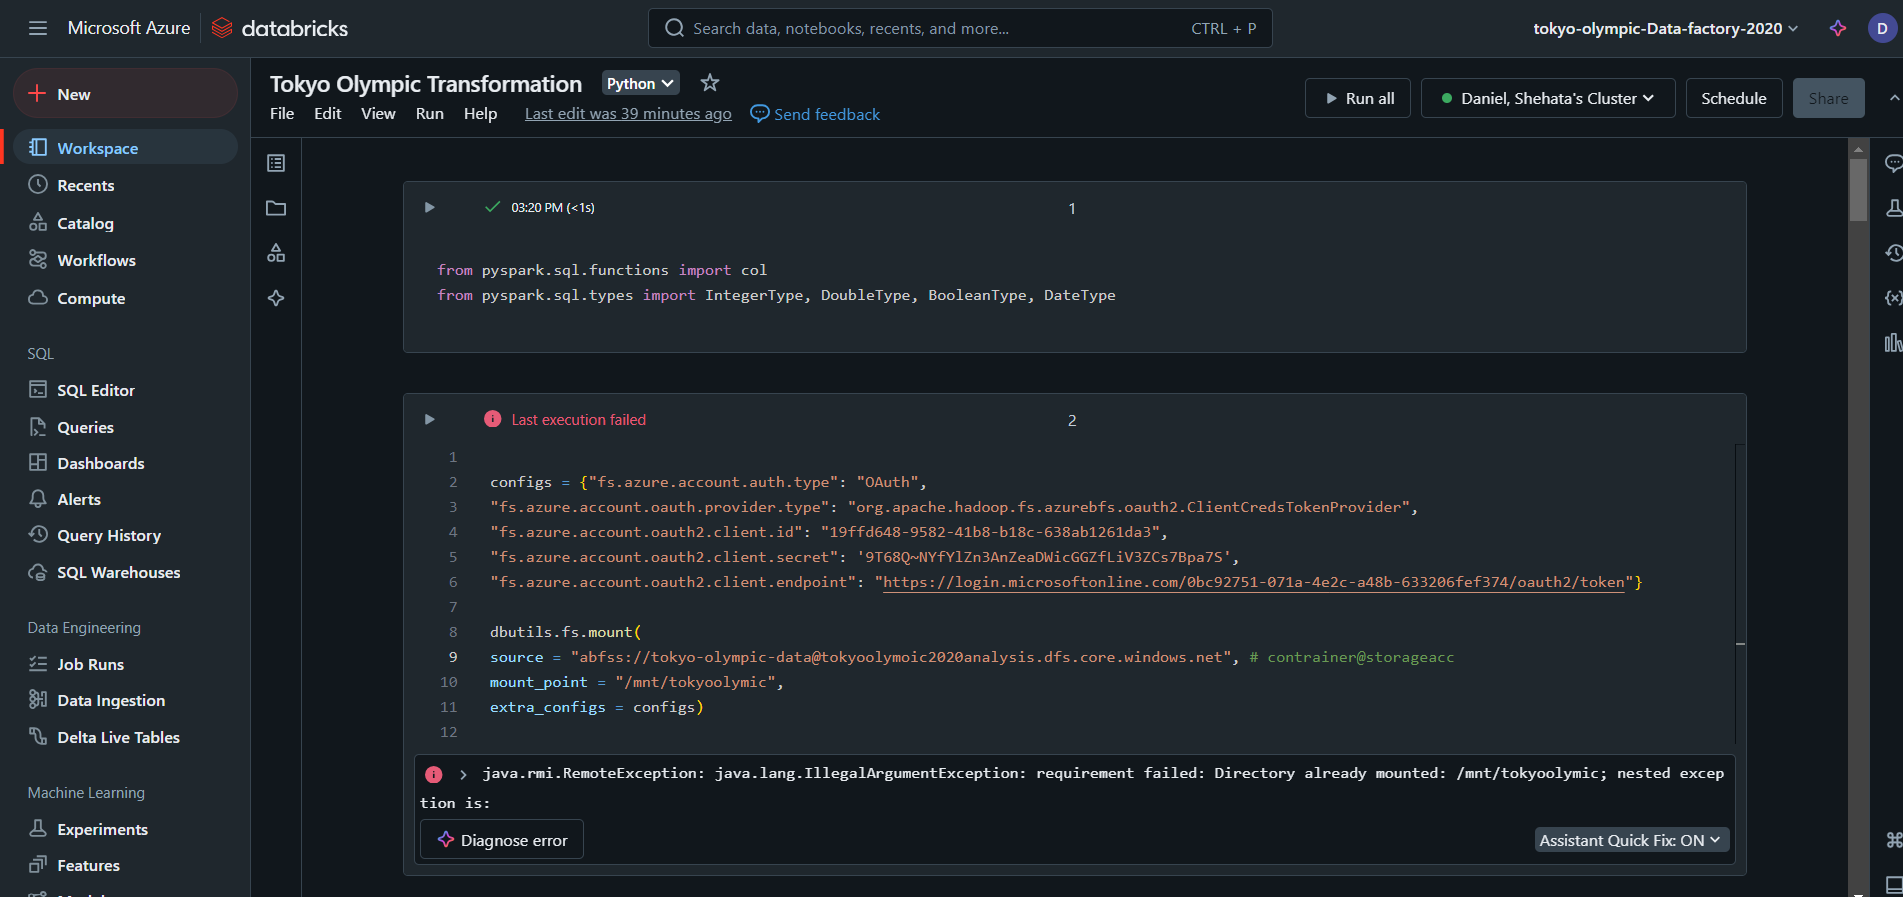 Microsoft Azure databricks Search data, notebooks, recents, and more... CTRL + P tokyo-olympic-Data-factory-2020 D
New
Workspace
Recents
Catalog
Workflows
Compute
SQL
SQL Editor
Queries
Dashboards
Alerts
Query History
SQL Warehouses
Data Engineering
Job Runs
Data Ingestion
Delta Live Tables
Machine Learning
Experiments
Features
Tokyo Olympic Transformation Python
File Edit View Run Help Last edit was 39 minutes ago Send feedback
Run all Daniel, Shehata's Cluster Schedule Share
03:20 PM (<1s) 1
from pyspark.sql.functions import col
from pyspark.sql.types import IntegerType, DoubleType, BooleanType, DateType
Last execution failed 2
1
2 configs = {"fs.azure.account.auth.type": "OAuth",
3 "fs.azure.account.oauth.provider.type": "org.apache.hadoop.fs.azurebfs.oauth2.ClientCredsTokenProvider",
4 "fs.azure.account.oauth2.client.id": "19ffd648-9582-41b8-b18c-638ab1261da3",
5 "fs.azure.account.oauth2.client.secret": '9T68Q~NYfYlZn3AnZeaDWicGGZfLiV3ZCs7Bpa7S',
6 "fs.azure.account.oauth2.client.endpoint": "https://login.microsoftonline.com/0bc92751-071a-4e2c-a48b-633206fef374/oauth2/token"}
7
8 dbutils.fs.mount(
9 source = "abfss://tokyo-olympic-data@tokyoolymoic2020analysis.dfs.core.windows.net", # contrainer@storageacc
10 mount_point = "/mnt/tokyoolymic",
11 extra_configs = configs)
12
java.rmi.RemoteException: java.lang.IllegalArgumentException: requirement failed: Directory already mounted: /mnt/tokyoolymic; nested excep
tion is:
Diagnose error Assistant Quick Fix: ON